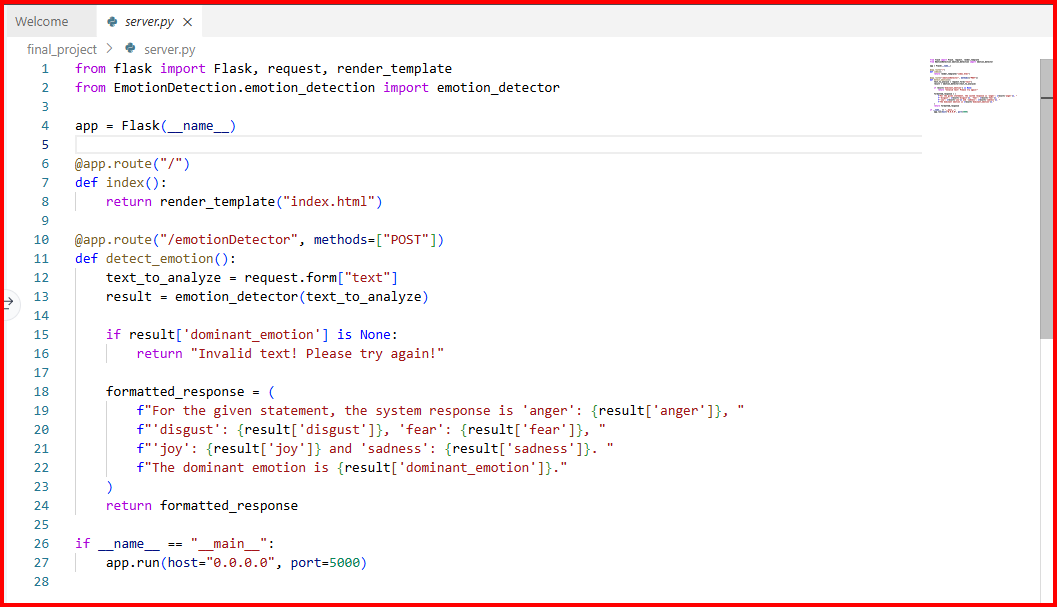 Welcome
server.py
final_project > server.py
1 from flask import Flask, request, render_template
2 from EmotionDetection.emotion_detection import emotion_detector
3
4 app = Flask(__name__)
5
6 @app.route("/")
7 def index():
8     return render_template("index.html")
9
10 @app.route("/emotionDetector", methods=["POST"])
11 def detect_emotion():
12     text_to_analyze = request.form["text"]
13     result = emotion_detector(text_to_analyze)
14
15     if result['dominant_emotion'] is None:
16         return "Invalid text! Please try again!"
17
18     formatted_response = (
19         f"For the given statement, the system response is 'anger': {result['anger']}, "
20         f"'disgust': {result['disgust']}, 'fear': {result['fear']}, "
21         f"'joy': {result['joy']} and 'sadness': {result['sadness']}. "
22         f"The dominant emotion is {result['dominant_emotion']}."
23     )
24     return formatted_response
25
26 if __name__ == "__main__":
27     app.run(host="0.0.0.0", port=5000)
28